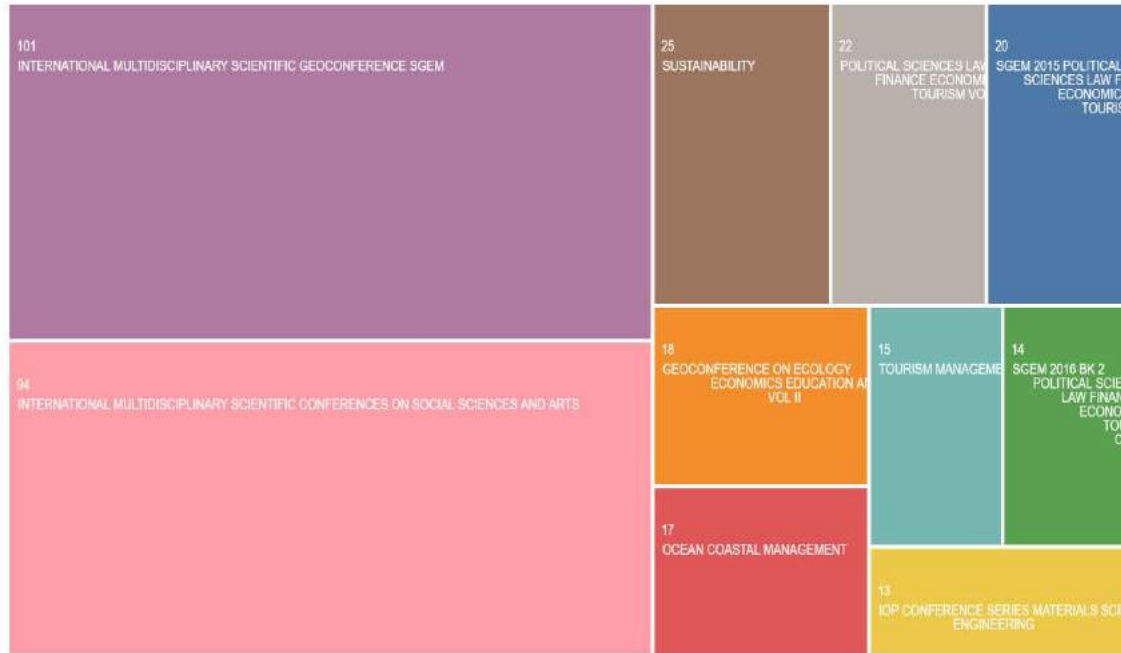 101
INTERNATIONAL MULTIDISCIPLINARY SCIENTIFIC GEOCONFERENCE SGEM
94
INTERNATIONAL MULTIDISCIPLINARY SCIENTIFIC CONFERENCES ON SOCIAL SCIENCES AND ARTS
25
SUSTAINABILITY
22
POLITICAL SCIENCES LAW
FINANCE ECONOMI
TOURISM VO
20
SGEM 2015 POLITICAL
SCIENCES LAW F
ECONOMIC
TOURIS
18
GEOCONFERENCE ON ECOLOGY
ECONOMICS EDUCATION AN
VOL II
17
OCEAN COASTAL MANAGEMENT
15
TOURISM MANAGEME
14
SGEM 2016 BK 2
POLITICAL SCIE
LAW FINAN
ECONO
TOU
C
13
IOP CONFERENCE SERIES MATERIALS SCI
ENGINEERING